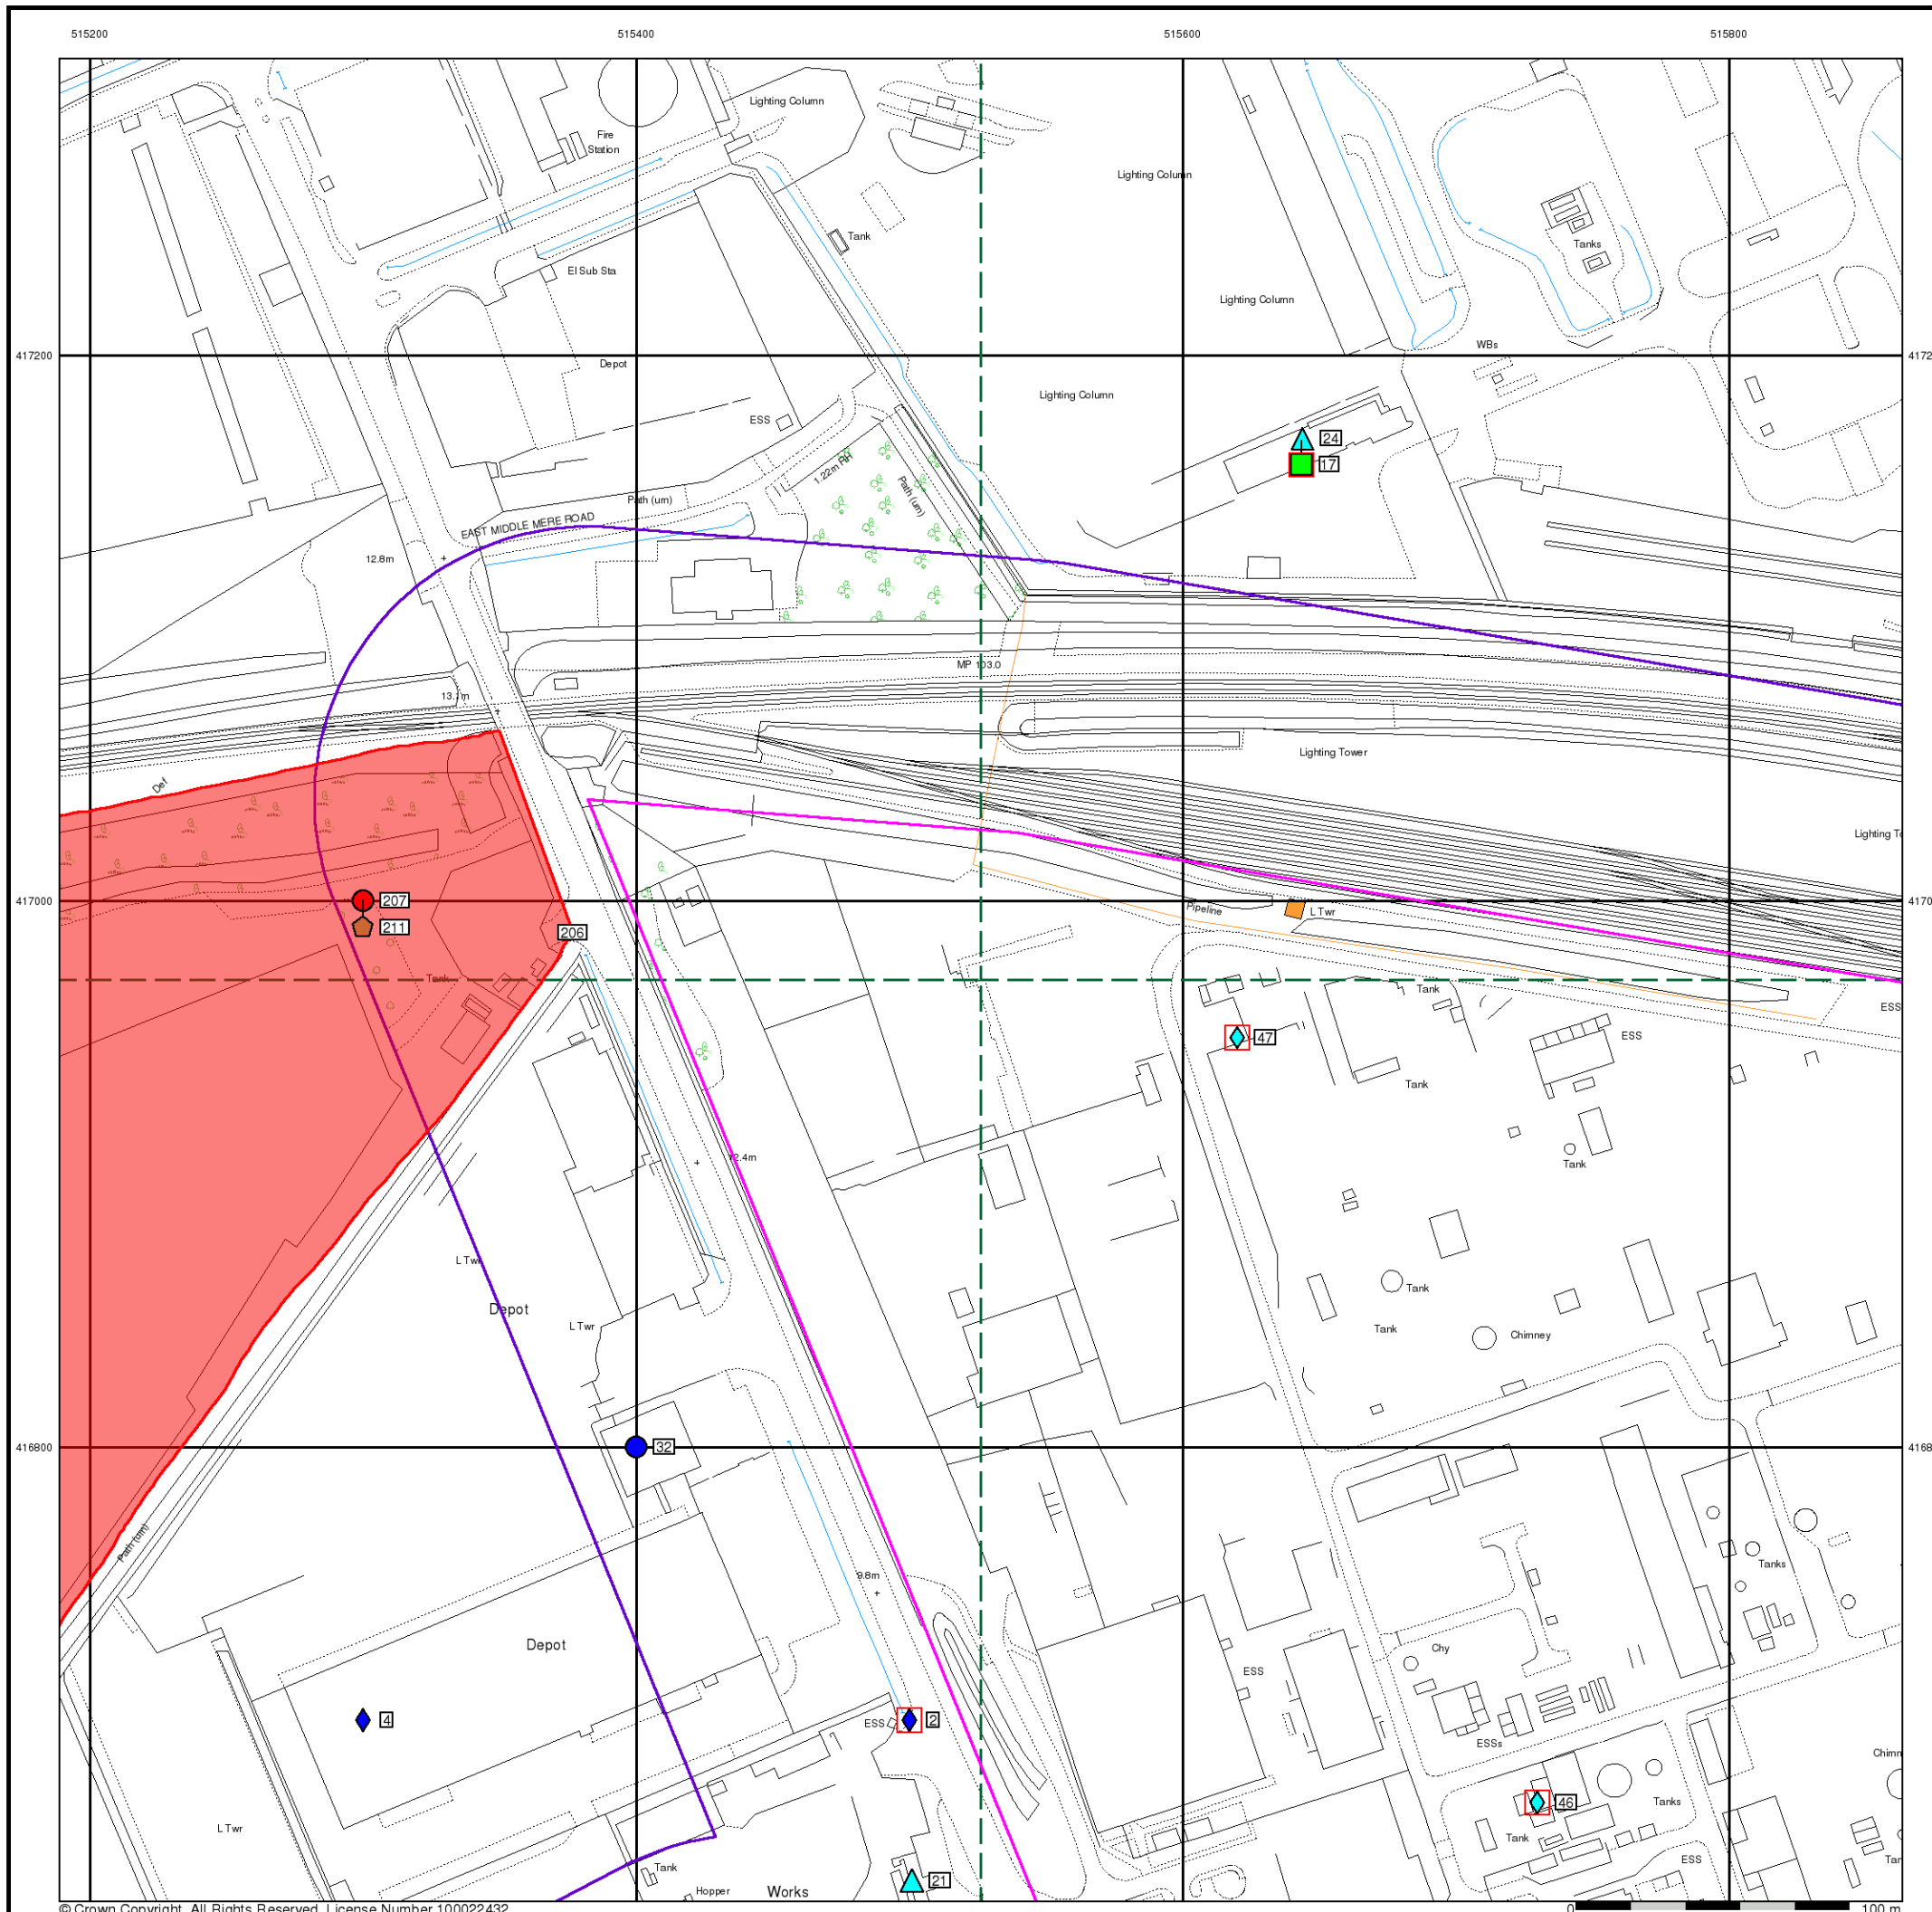 515200
515400
515600
515800
Lighting Column
Fire
Station
Lighting Column
Tank
Tanks
El Sub Sta
Lighting Column
417200
WBs
Depot
Lighting Column
ESS
24
17
1.22m RH
Path (um)
Path (um)
EAST MIDDLE MERE ROAD
12.8m
MP 103.0
Lighting Tower
Def
417000
207
Pipeline
L Twr
211
206
Tank
Tank
ESS
47
ESS
Tank
12.4m
Tank
L Twr
Tank
Depot
L Twr
Tank
Chimney
416800
32
Path (um)
9.8m
Tanks
Depot
Chy
ESS
4
ESS
2
ESSs
46
Tanks
L Twr
Tank
Tank
ESS
21
Hopper
Works
© Crown Copyright. All Rights Reserved. License Number 100022432
0
100 m